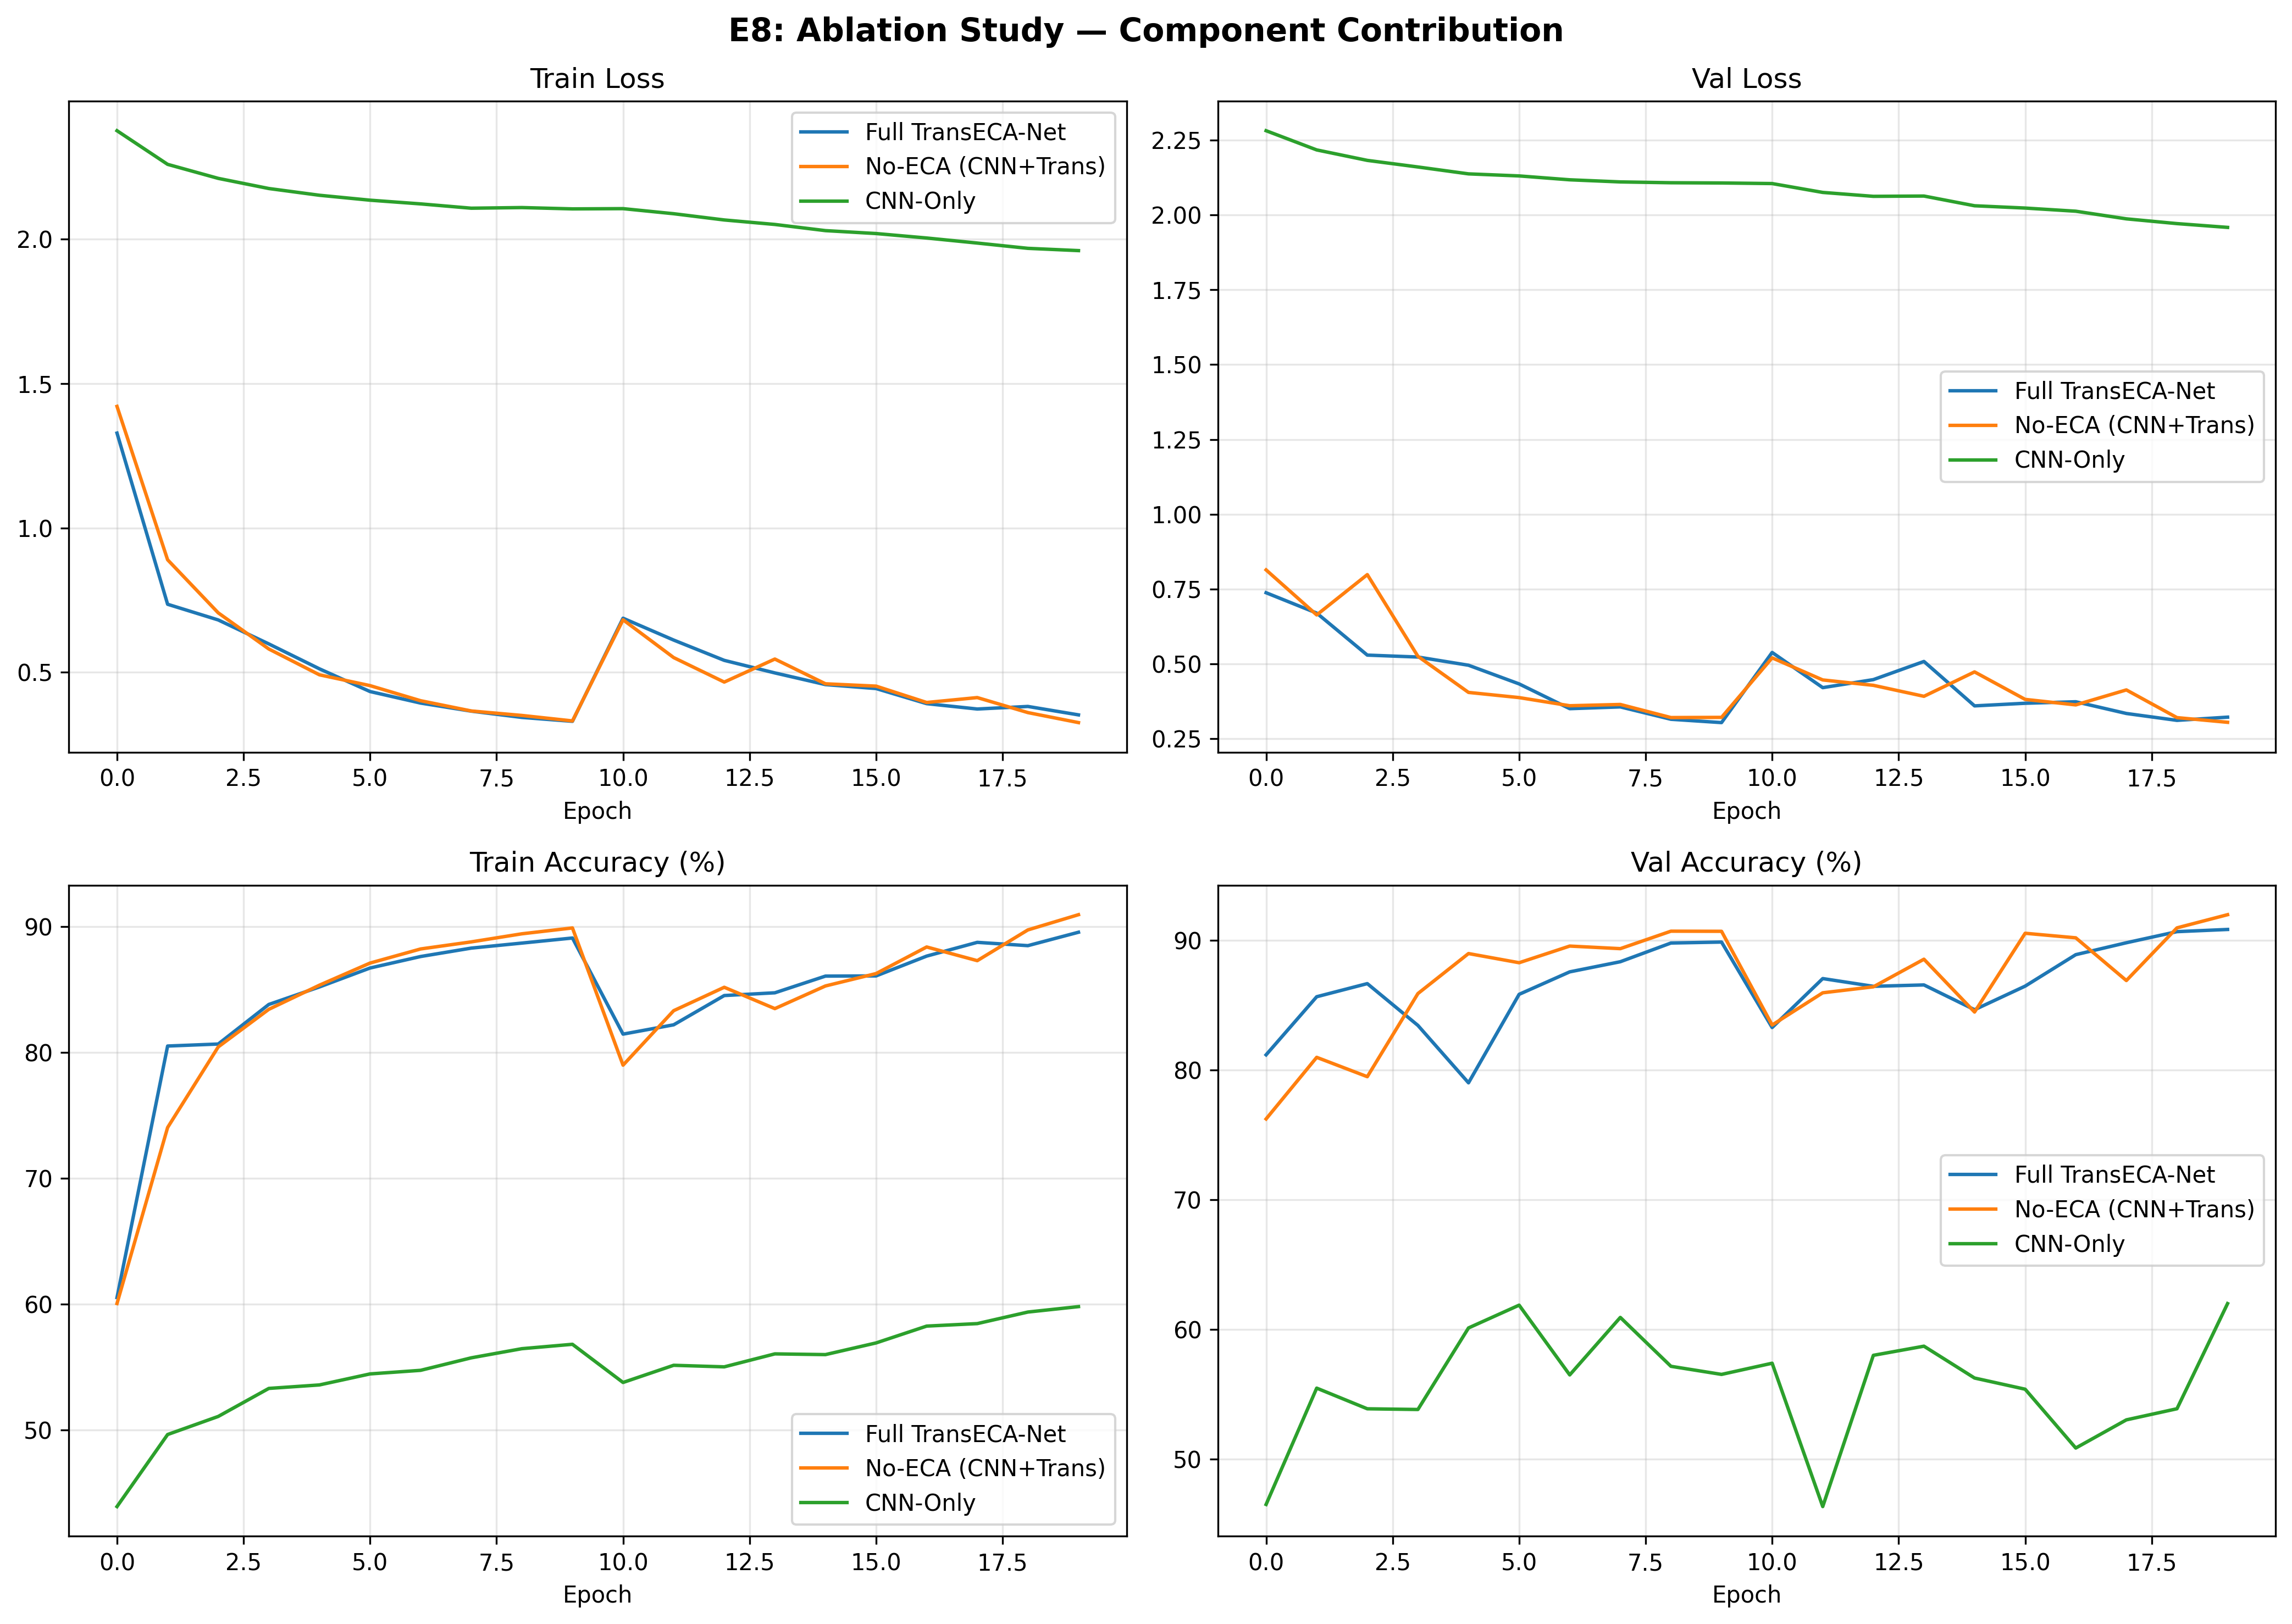 E8: Ablation Study — Component Contribution
Train Loss
Full TransECA-Net
No-ECA (CNN+Trans)
CNN-Only
2.0
1.5
1.0
0.5
0.0 2.5 5.0 7.5 10.0 12.5 15.0 17.5
Epoch
Val Loss
2.25
2.00
1.75
1.50
1.25
1.00
0.75
0.50
0.25
Full TransECA-Net
No-ECA (CNN+Trans)
CNN-Only
0.0 2.5 5.0 7.5 10.0 12.5 15.0 17.5
Epoch
Train Accuracy (%)
90
80
70
60
50
Full TransECA-Net
No-ECA (CNN+Trans)
CNN-Only
0.0 2.5 5.0 7.5 10.0 12.5 15.0 17.5
Epoch
Val Accuracy (%)
90
80
70
60
50
Full TransECA-Net
No-ECA (CNN+Trans)
CNN-Only
0.0 2.5 5.0 7.5 10.0 12.5 15.0 17.5
Epoch